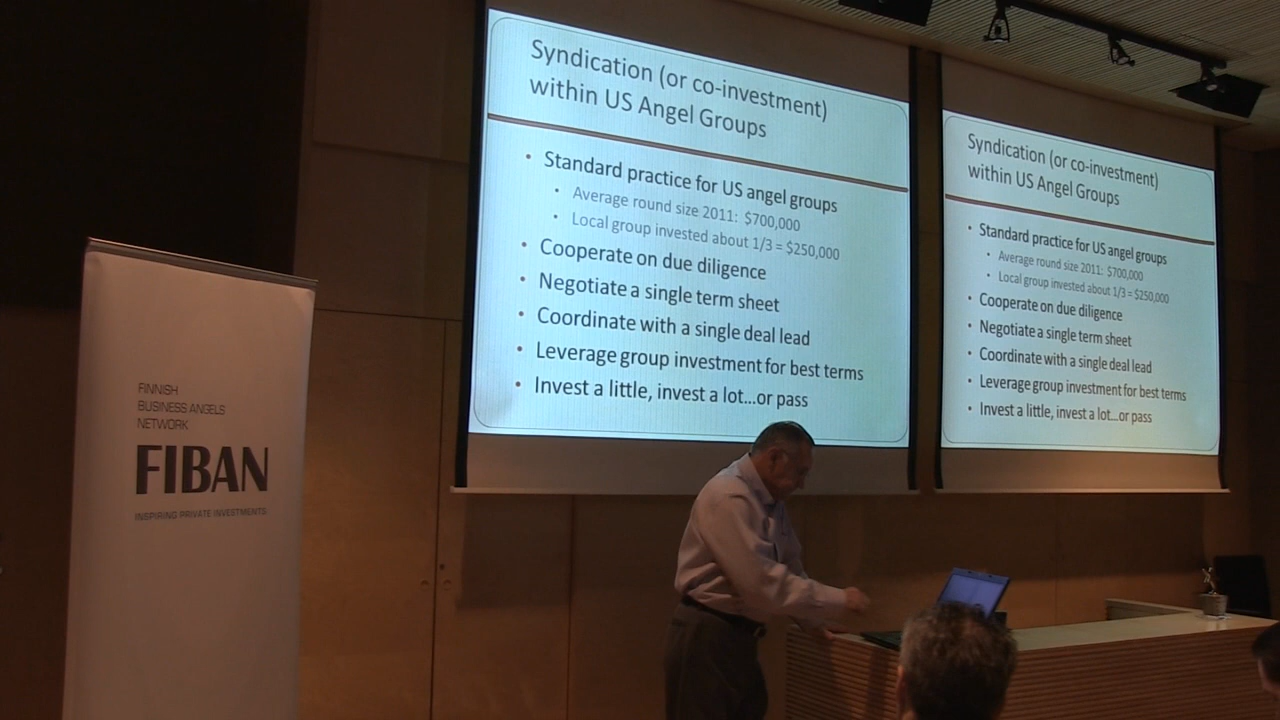 FINNISH
BUSINESS ANGELS
NETWORK
FIBAN
INSPIRING PRIVATE INVESTMENTS
Syndication (or co-investment)
within US Angel Groups
• Standard practice for US angel groups
• Average round size 2011: $700,000
• Local group invested about 1/3 = $250,000
• Cooperate on due diligence
• Negotiate a single term sheet
• Coordinate with a single deal lead
• Leverage group investment for best terms
• Invest a little, invest a lot...or pass
Syndication (or co-investment)
within US Angel Groups
• Standard practice for US angel groups
• Average round size 2011: $700,000
• Local group invested about 1/3 = $250,000
• Cooperate on due diligence
• Negotiate a single term sheet
• Coordinate with a single deal lead
• Leverage group investment for best terms
• Invest a little, invest a lot...or pass